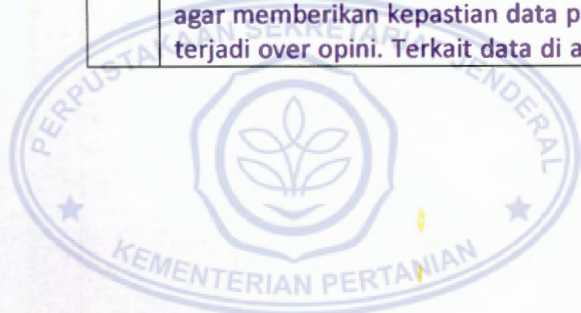 agar memberikan kepastian data p
terjadi over opini. Terkait data di a
PERPUSTAKAAN SEKRETARIAT JENDERAL
KEMENTERIAN PERTANIAN